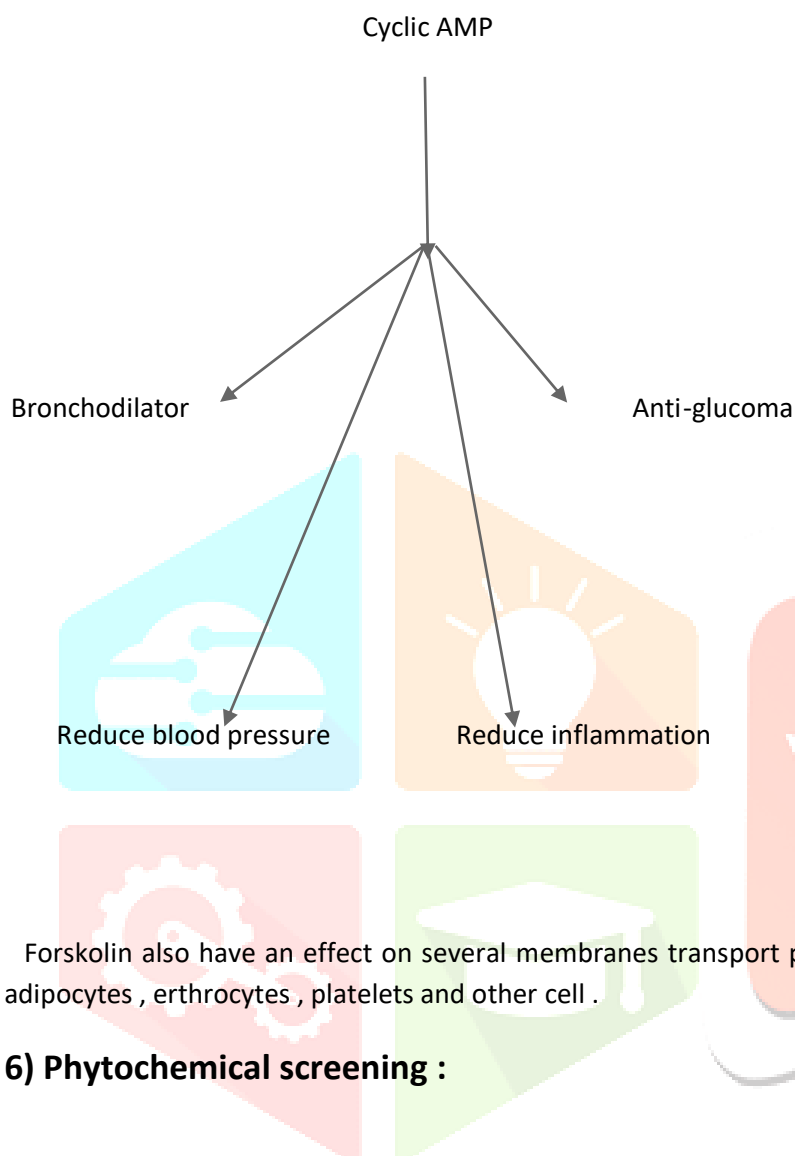 Cyclic AMP
Bronchodilator Anti-glucoma
Reduce blood pressure Reduce inflammation
Forskolin also have an effect on several membranes transport
adipocytes , erthrocytes , platelets and other cell .
6) Phytochemical screening :